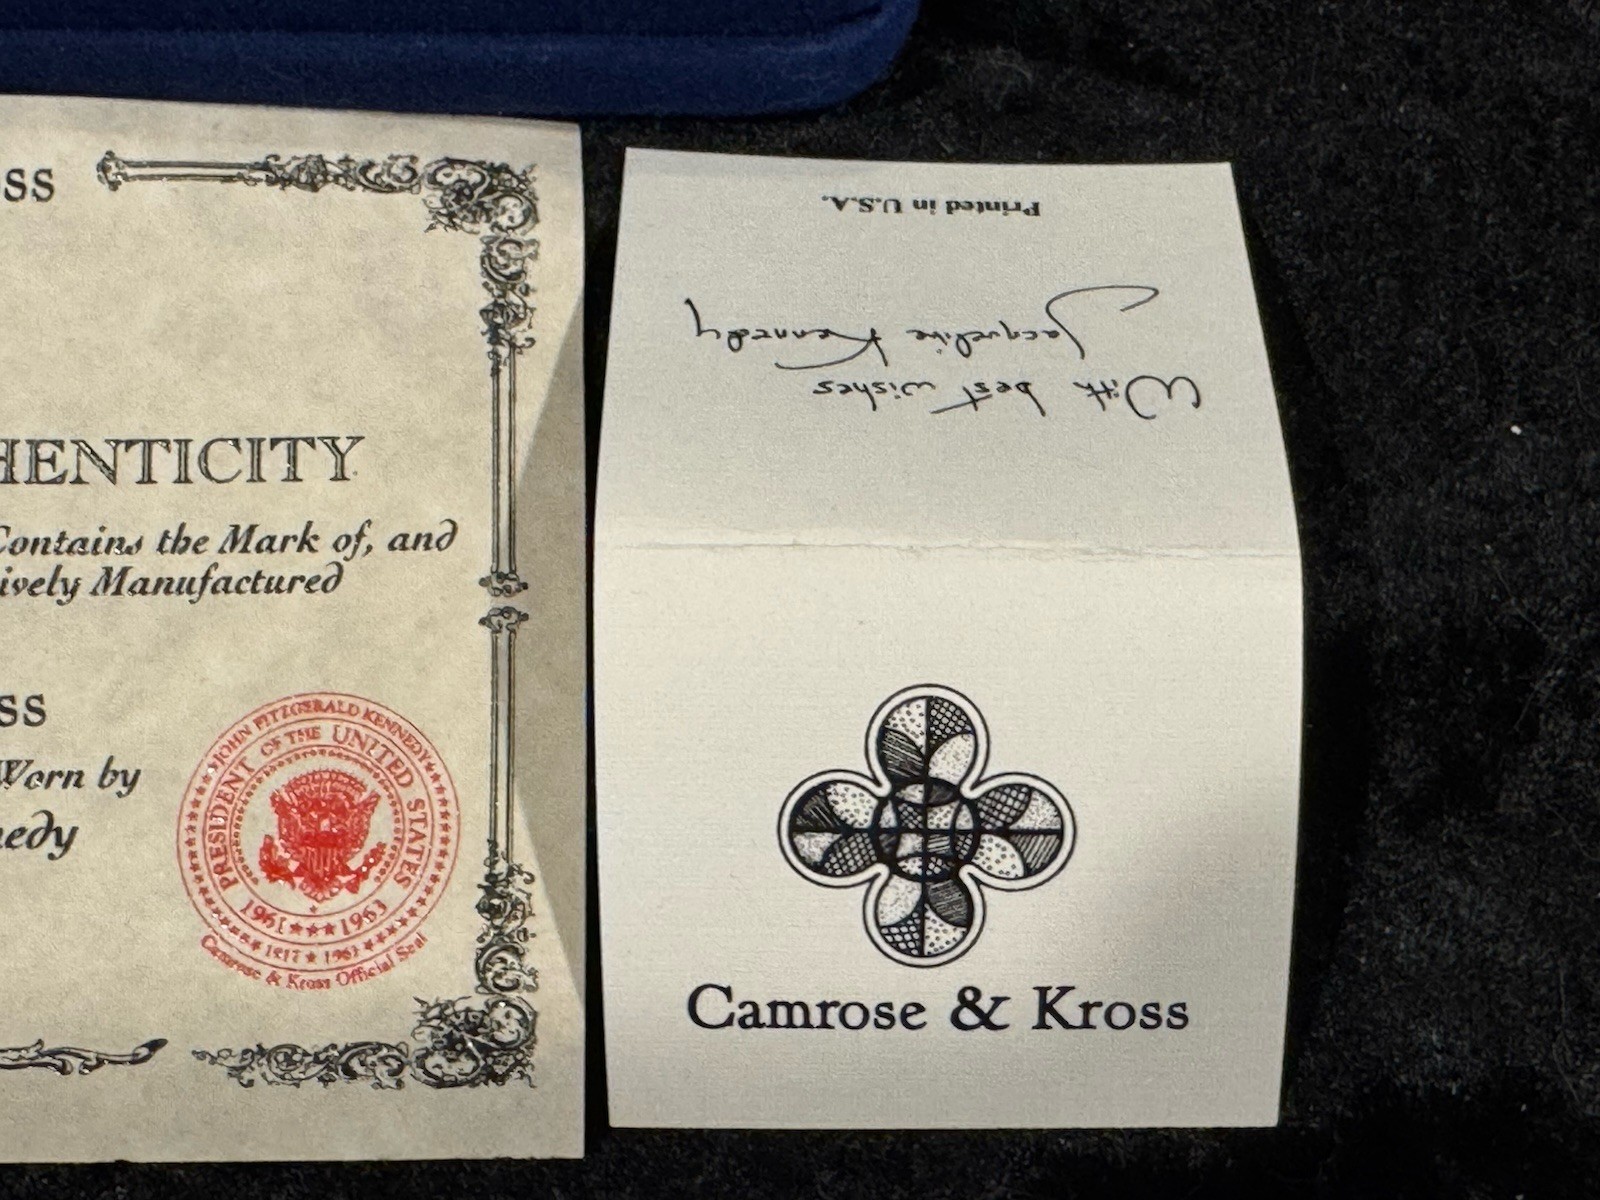 ss
HENTICITY
Contains the Mark of, and
ively Manufactured
ss
Worn by
nedy
JOHN FITZGERALD KENNEDY
PRESIDENT OF THE UNITED STATES
1961 ★★★ 1963
1917 ★ 1963
Camrose & Kross Official Seal
Printed in U.S.A.
With best wishes
Jacqueline Kennedy
Camrose & Kross